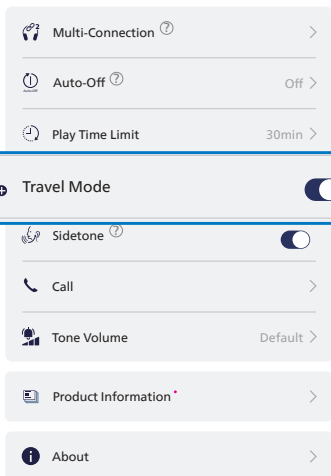 Multi-Connection ?
Auto-Off ? Off
Play Time Limit 30min
Travel Mode
Sidetone ?
Call
Tone Volume Default
Product Information
About